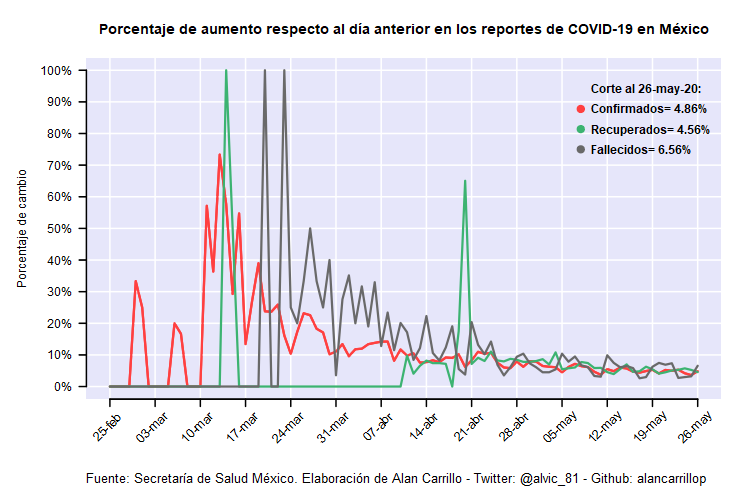 Porcentaje de aumento respecto al día anterior en los reportes de COVID-19 en México
Porcentaje de cambio
100%
90%
80%
70%
60%
50%
40%
30%
20%
10%
0%
Corte al 26-may-20:
Confirmados= 4.86%
Recuperados= 4.56%
Fallecidos= 6.56%
25-feb
03-mar
10-mar
17-mar
24-mar
31-mar
07-abr
14-abr
21-abr
28-abr
05-may
12-may
19-may
26-may
Fuente: Secretaría de Salud México. Elaboración de Alan Carrillo - Twitter: @alvic_81 - Github: alancarrillop